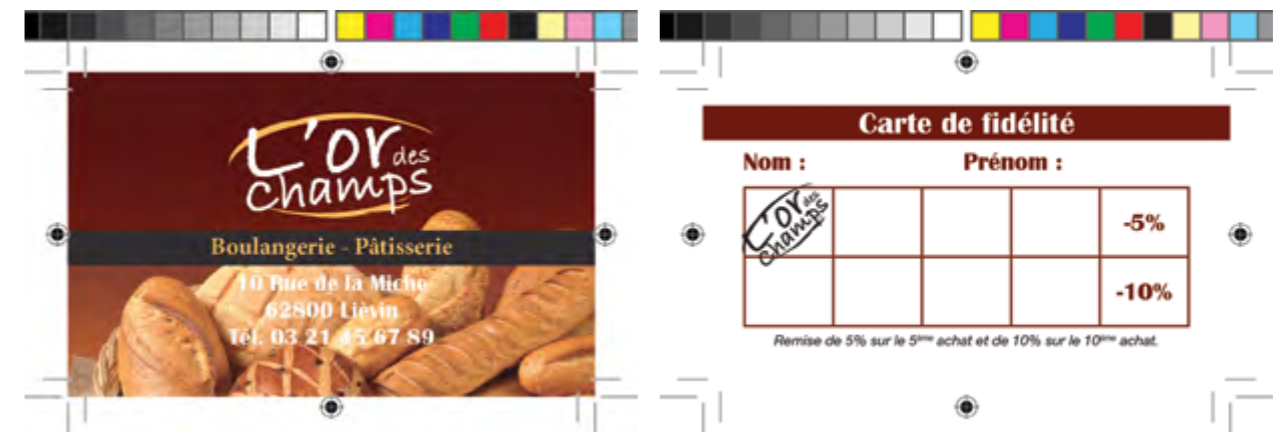 L'or des
champs
Boulangerie - Pâtisserie
10 Rue de la Miche
62800 Liévin
Tél. 03 21 45 67 89
Carte de fidélité
Nom : Prénom :
L'or des
champs
-5%
-10%
Remise de 5% sur le 5ème achat et de 10% sur le 10ème achat.